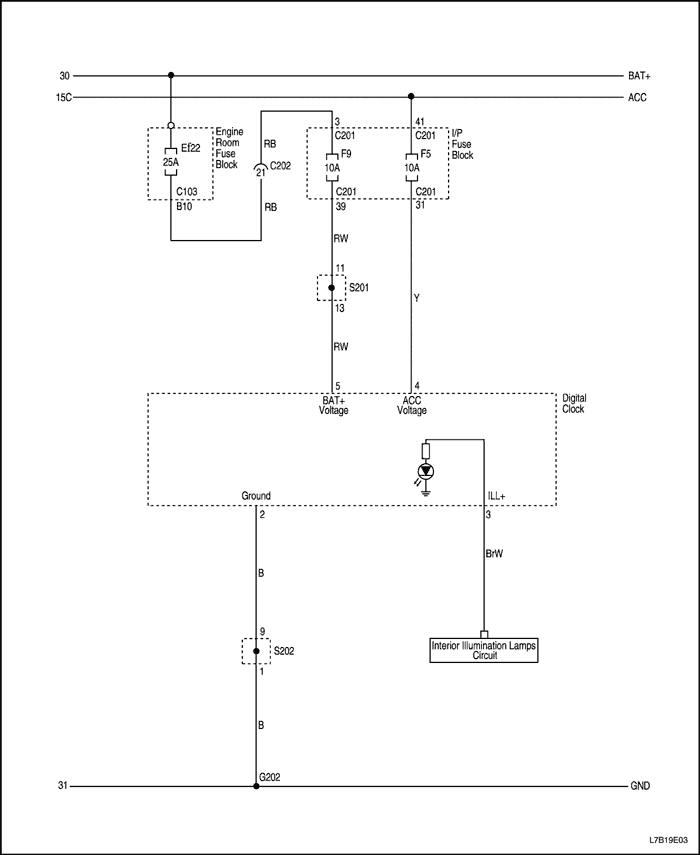 30
BAT+
15C
ACC
3
41
Engine
Room
Fuse
Block
C201
C201
I/P
Fuse
Block
Ef22
25A
RB
C202
21
F9
10A
F5
10A
C103
B10
RB
C201
C201
39
31
RW
11
S201
13
Y
RW
5
4
BAT+
Voltage
ACC
Voltage
Digital
Clock
Ground
ILL+
2
3
BrW
B
9
S202
1
Interior Illumination Lamps
Circuit
B
G202
31
GND
L7B19E03